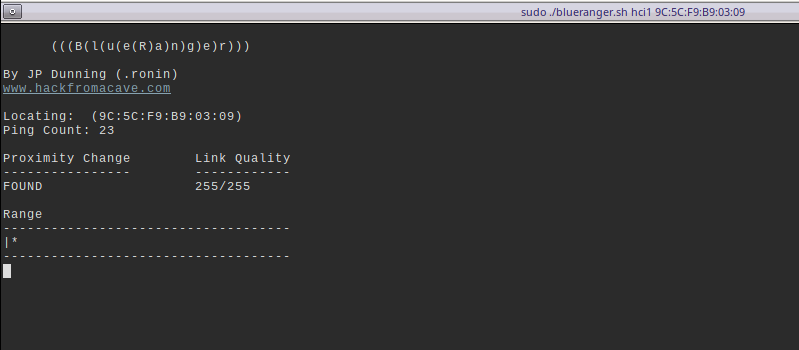 sudo ./blueranger.sh hci1 9C:5C:F9:B9:03:09
(((B(l(u(e(R)a)n)g)e)r)))
By JP Dunning (.ronin)
www.hackfromacave.com
Locating:  (9C:5C:F9:B9:03:09)
Ping Count: 23
Proximity Change        Link Quality
----------------        ------------
FOUND                   255/255
Range
------------------------------------
|*
------------------------------------